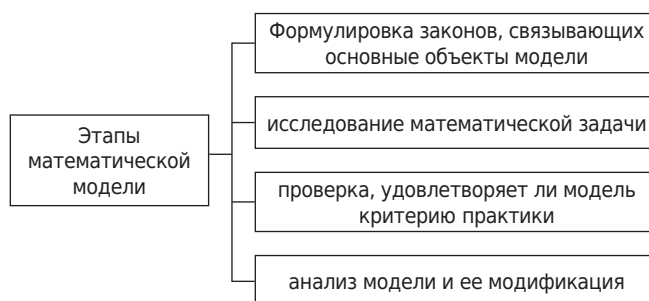 Этапы
математической
модели
Формулировка законов, связывающих
основные объекты модели
исследование математической задачи
проверка, удовлетворяет ли модель
критерию практики
анализ модели и ее модификация